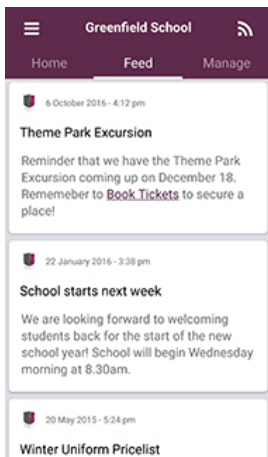 Greenfield School
Home Feed Manage
6 October 2016 - 4:12 pm
Theme Park Excursion
Reminder that we have the Theme Park
Excursion coming up on December 18.
Rememeber to Book Tickets to secure a
place!
22 January 2016 - 3:38 pm
School starts next week
We are looking forward to welcoming
students back for the start of the new
school year! School will begin Wednesday
morning at 8.30am.
20 May 2015 - 5:24 pm
Winter Uniform Pricelist